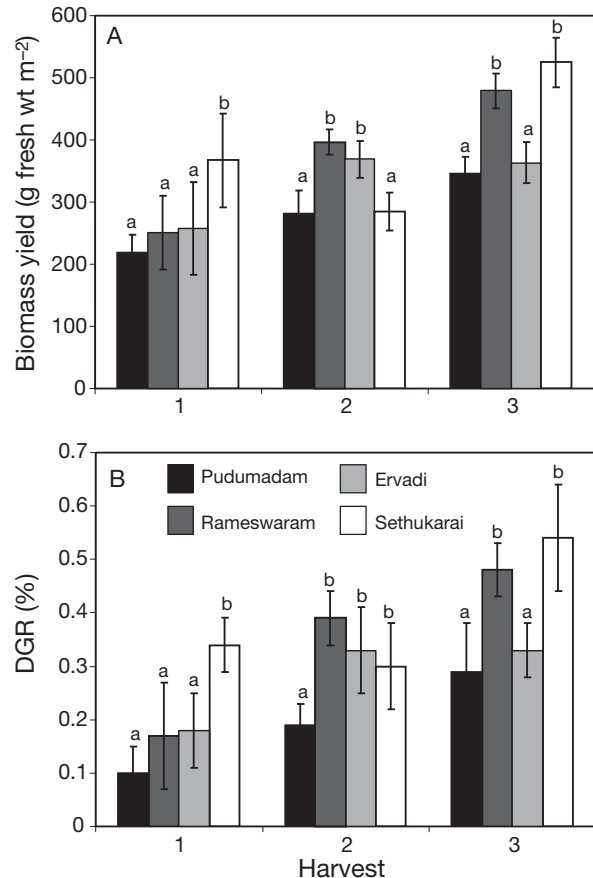 A
Biomass yield (g fresh wt m–2)
600
500
400
300
200
100
0
a
a
a
b
a
b
b
a
a
b
a
b
1
2
3
B
Pudumadam
Ervadi
Rameswaram
Sethukarai
DGR (%)
0.7
0.6
0.5
0.4
0.3
0.2
0.1
0
a
a
a
b
a
b
b
b
a
b
a
b
1
2
3
Harvest